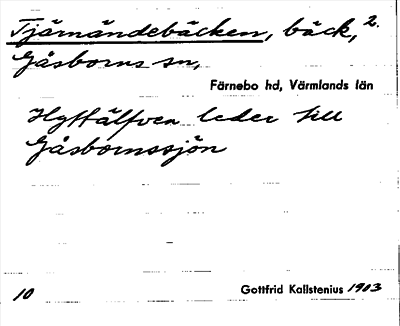 Tjärnändebäcken, bäck, 2.
Gåsborns sn,
Färnebo hd, Värmlands län
Hyttälfven leder till
Gåsbornssjön
10
Gottfrid Kallstenius 1903